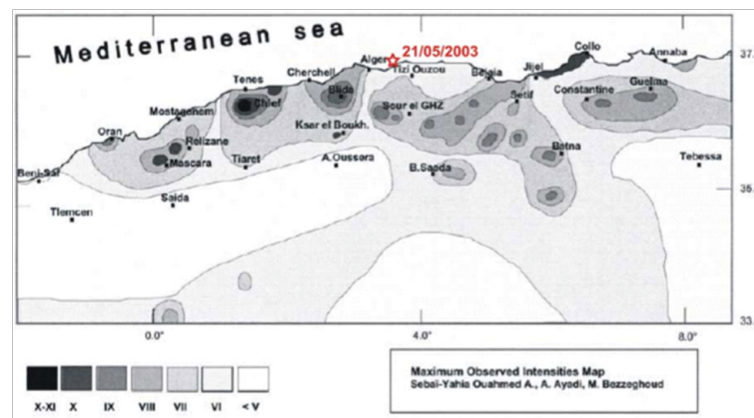 Mediterranean sea
21/05/2003
Alger
Tizi Ouzou
Bejaia
Jijel
Collo
Annaba
37.
Tenes
Cherchell
Blida
Chlef
Setif
Constantine
Guelma
Mostaganem
Sour el GHZ
Oran
Relizane
Ksar el Boukh.
Batna
Mascara
Tiaret
A.Oussera
B.Saada
Tebessa
Beni-Saf
35.
Saida
Tlemcen
33
0.0°
4.0°
8.0°
X-XI X IX VIII VII VI < V
Maximum Observed Intensities Map
Sebai-Yahia Ouahmed A., A. Ayadi, M. Bezzeghoud